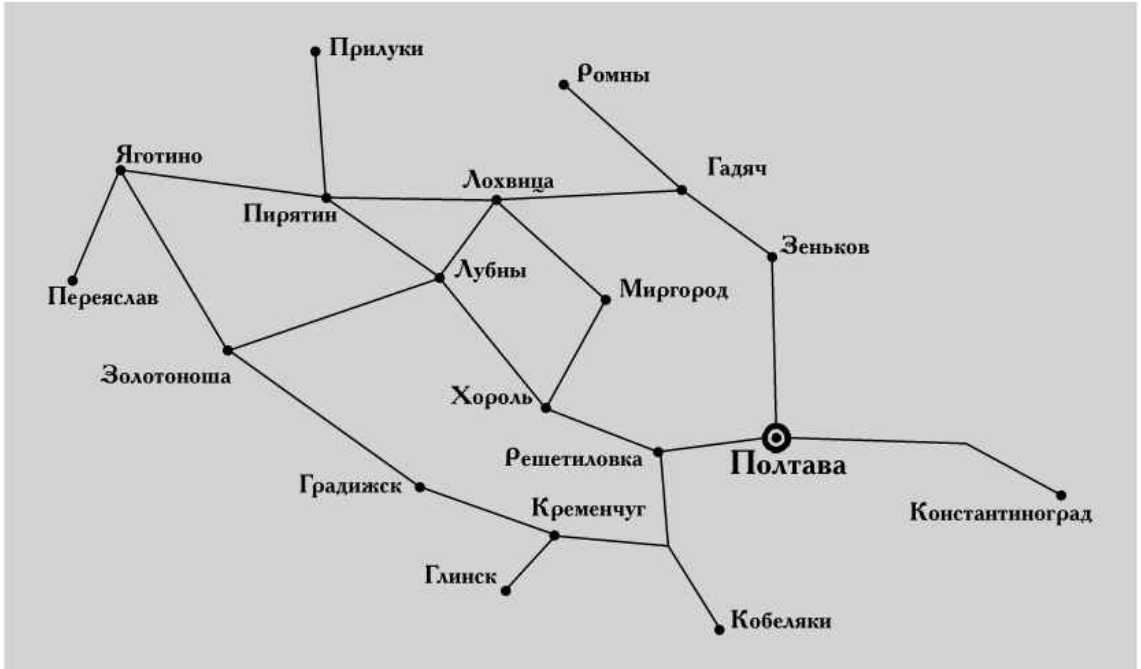 Прилуки
Ромны
Яготино
Гадяч
Лохвица
Пирятин
Зеньков
Лубны
Миргород
Переяслав
Золотоноша
Хороль
Решетиловка
Полтава
Градижск
Кременчуг
Константиноград
Глинск
Кобеляки